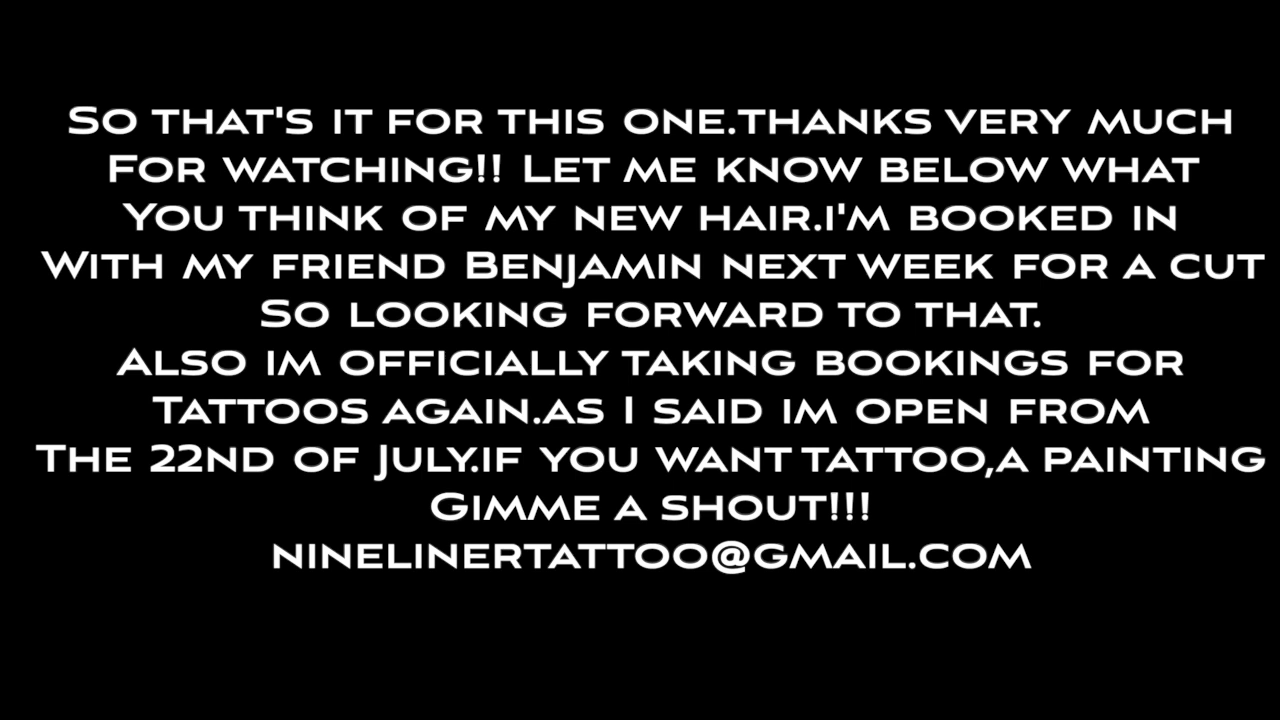 So that's it for this one.thanks very much
For watching!! Let me know below what
You think of my new hair.i'm booked in
With my friend Benjamin next week for a cut
So looking forward to that.
Also im officially taking bookings for
Tattoos again.as I said im open from
The 22nd of July.if you want tattoo,a painting
Gimme a shout!!!
ninelinertattoo@gmail.com